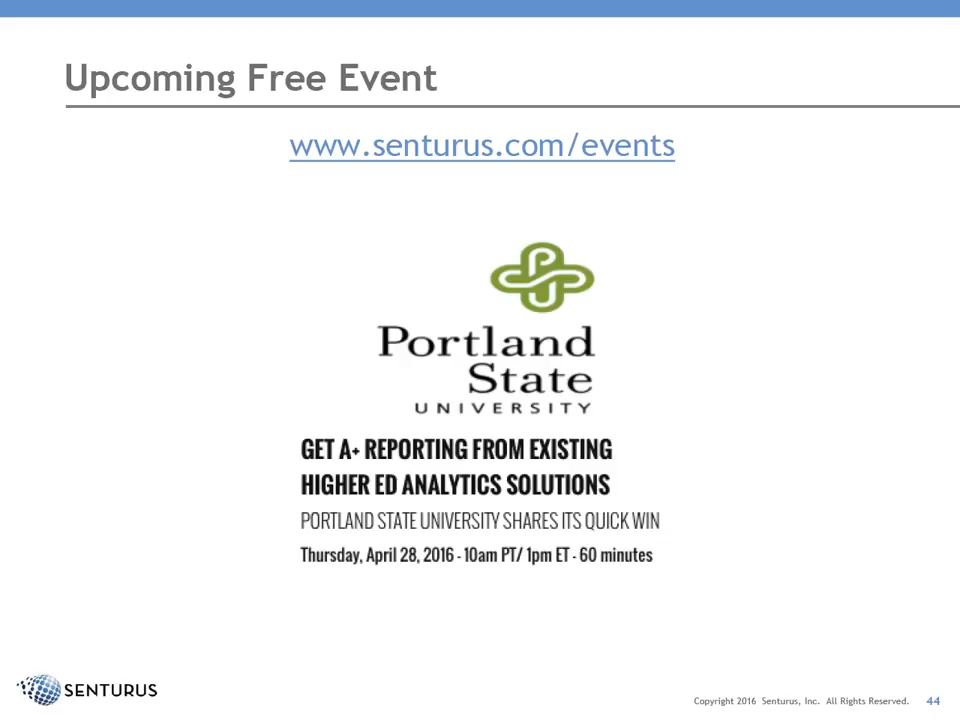 Upcoming Free Event
www.senturus.com/events
Portland
State
UNIVERSITY
GET A+ REPORTING FROM EXISTING
HIGHER ED ANALYTICS SOLUTIONS
PORTLAND STATE UNIVERSITY SHARES ITS QUICK WIN
Thursday, April 28, 2016 - 10am PT/ 1pm ET - 60 minutes
SENTURUS
Copyright 2016 Senturus, Inc. All Rights Reserved. 44